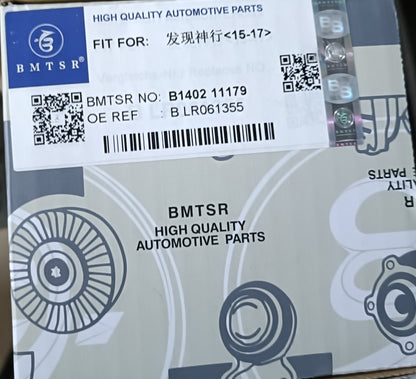 HIGH QUALITY AUTOMOTIVE PARTS
BMTSR®
FIT FOR: 发现神行<15-17>
BMTSR NO: B1402 11179
OE REF : B LR061355
BMTSR
HIGH QUALITY
AUTOMOTIVE PARTS